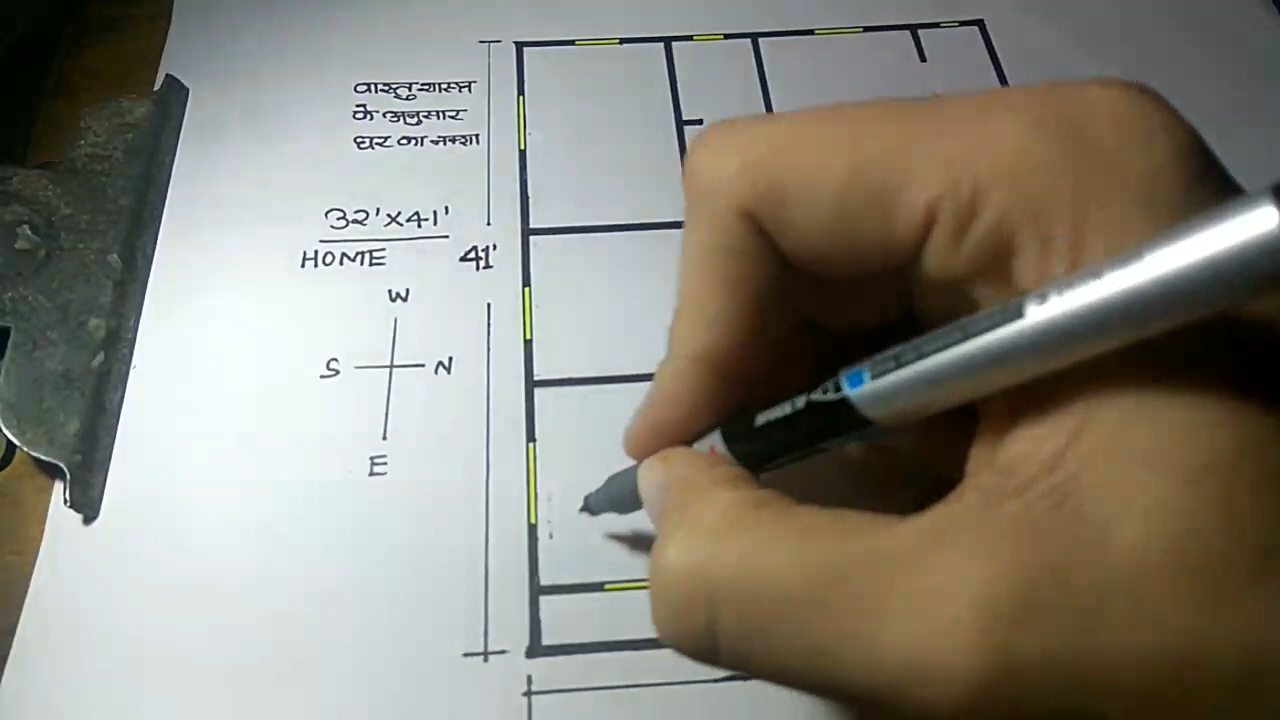 वास्तु शास्त्र
के अनुसार
घर का नक्शा
32'X41'
HOME
41'
W
S
N
E